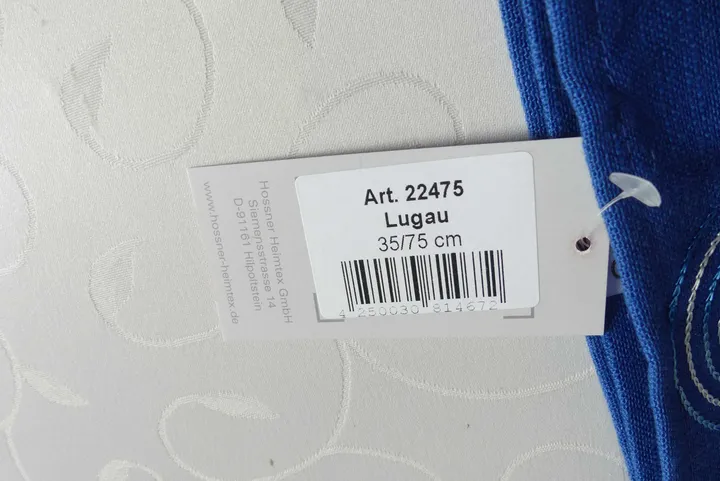 Art. 22475
Lugau
35/75 cm
4 250030 814672
Hossner Heimtex GmbH
Siemensstrasse 14
D-91161 Hilpoltstein
www.hossner-heimtex.de